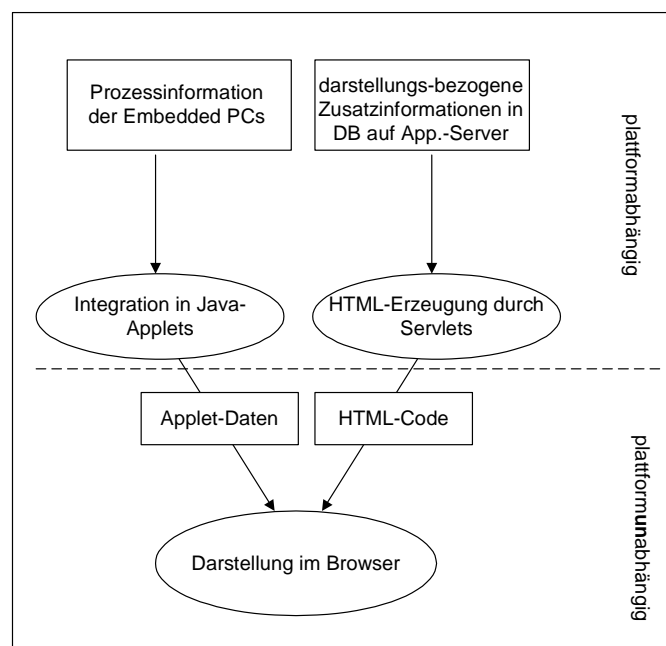 Prozessinformation
der Embedded PCs
darstellungs-bezogene
Zusatzinformationen in
DB auf App.-Server
plattformabhängig
Integration in Java-
Applets
HTML-Erzeugung durch
Servlets
Applet-Daten
HTML-Code
plattformunabhängig
Darstellung im Browser